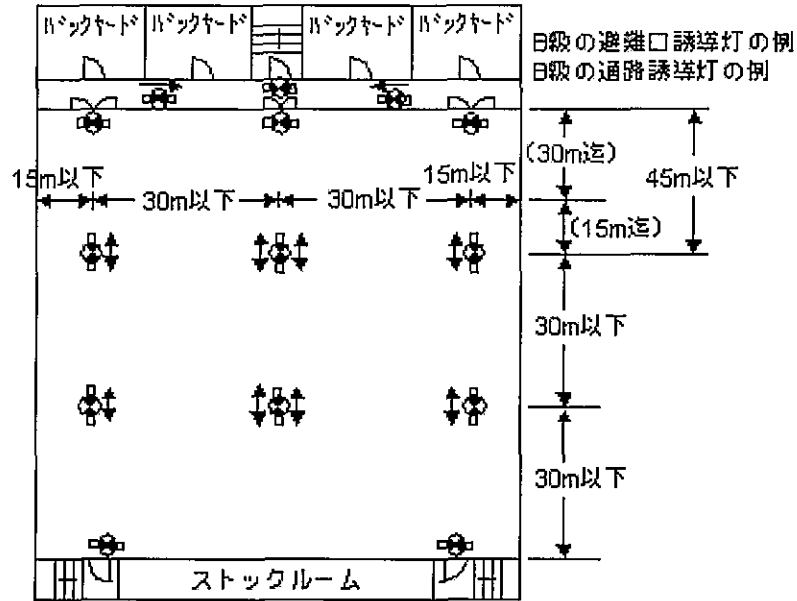 バックヤード バックヤード バックヤード バックヤード
B級の避難口誘導灯の例
B級の通路誘導灯の例
(30m迄)
15m以下 30m以下 30m以下 15m以下 45m以下
(15m迄)
30m以下
30m以下
ストックルーム